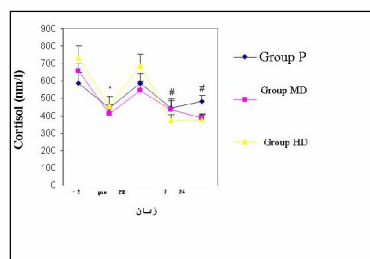 Cortisol (nm/l)
900
800
700
600
500
400
300
200
100
0
* # #
Group P
Group MD
Group HD
زمان